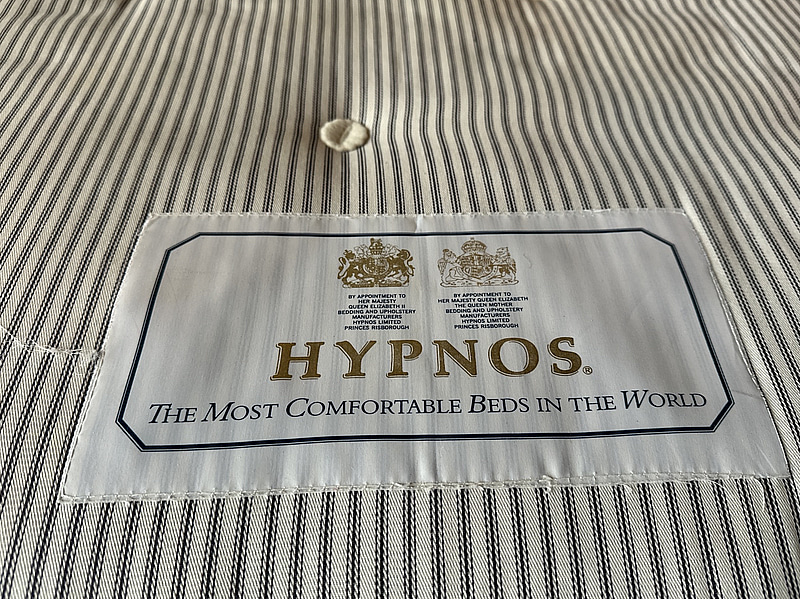 BY APPOINTMENT TO
HER MAJESTY
QUEEN ELIZABETH II
BEDDING AND UPHOLSTERY
MANUFACTURERS
HYPNOS LIMITED
PRINCES RISBOROUGH
BY APPOINTMENT TO
HER MAJESTY QUEEN ELIZABETH
THE QUEEN MOTHER
BEDDING AND UPHOLSTERY
MANUFACTURERS
HYPNOS LIMITED
PRINCES RISBOROUGH
HYPNOS®
THE MOST COMFORTABLE BEDS IN THE WORLD